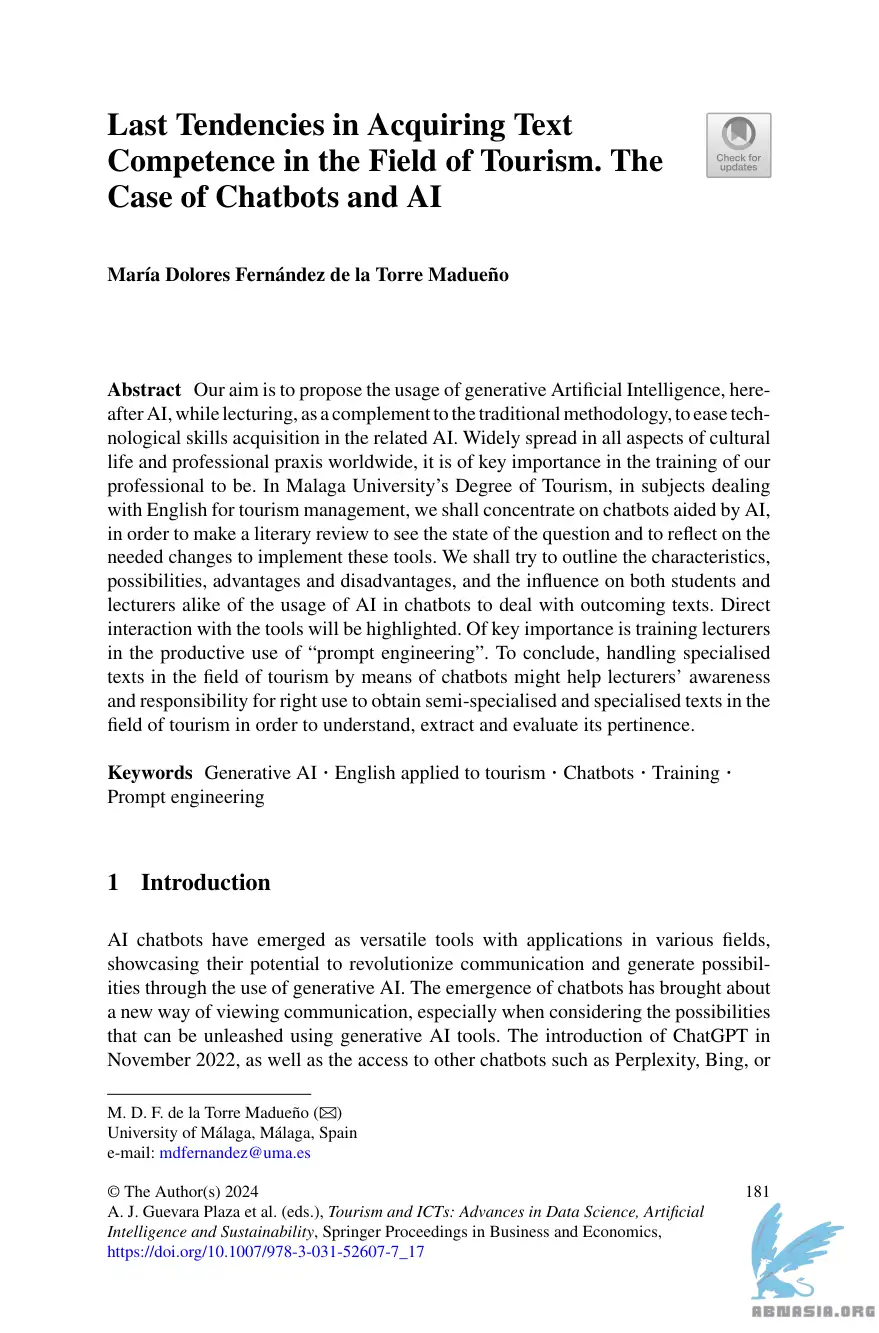 Last Tendencies in Acquiring Text
Competence in the Field of Tourism. The
Case of Chatbots and AI
Check for
updates
María Dolores Fernández de la Torre Madueño
Abstract Our aim is to propose the usage of generative Artificial Intelligence, here-
after AI, while lecturing, as a complement to the traditional methodology, to ease tech-
nological skills acquisition in the related AI. Widely spread in all aspects of cultural
life and professional praxis worldwide, it is of key importance in the training of our
professional to be. In Malaga University's Degree of Tourism, in subjects dealing
with English for tourism management, we shall concentrate on chatbots aided by AI,
in order to make a literary review to see the state of the question and to reflect on the
needed changes to implement these tools. We shall try to outline the characteristics,
possibilities, advantages and disadvantages, and the influence on both students and
lecturers alike of the usage of AI in chatbots to deal with outcoming texts. Direct
interaction with the tools will be highlighted. Of key importance is training lecturers
in the productive use of “prompt engineering”. To conclude, handling specialised
texts in the field of tourism by means of chatbots might help lecturers' awareness
and responsibility for right use to obtain semi-specialised and specialised texts in the
field of tourism in order to understand, extract and evaluate its pertinence.
Keywords Generative AI · English applied to tourism · Chatbots · Training ·
Prompt engineering
1 Introduction
AI chatbots have emerged as versatile tools with applications in various fields,
showcasing their potential to revolutionize communication and generate possibil-
ities through the use of generative AI. The emergence of chatbots has brought about
a new way of viewing communication, especially when considering the possibilities
that can be unleashed using generative AI tools. The introduction of ChatGPT in
November 2022, as well as the access to other chatbots such as Perplexity, Bing, or
M. D. F. de la Torre Madueño (✉)
University of Málaga, Málaga, Spain
e-mail: mdfernandez@uma.es
© The Author(s) 2024 181
A. J. Guevara Plaza et al. (eds.), Tourism and ICTs: Advances in Data Science, Artificial
Intelligence and Sustainability, Springer Proceedings in Business and Economics,
https://doi.org/10.1007/978-3-031-52607-7_17
ABNASIA.ORG